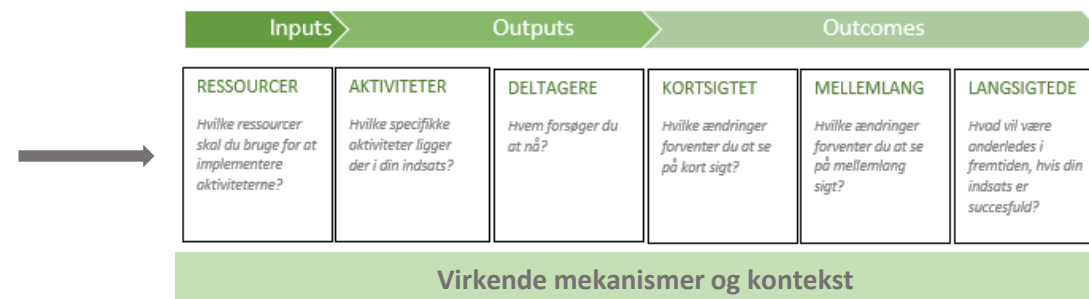 Inputs
Outputs
Outcomes
RESSOURCER
Hvilke ressourcer
skal du bruge for at
implementere
aktiviteterne?
AKTIVITETER
Hvilke specifikke
aktiviteter ligger
der i din indsats?
DELTAGERE
Hvem forsøger du
at nå?
KORTSIGTET
Hvilke ændringer
forventer du at se
på kort sigt?
MELLEMLANG
Hvilke ændringer
forventer du at se
på mellemlang
sigt?
LANGSIGTEDE
Hvad vil være
anderledes i
fremtiden, hvis din
indsats er
succesfuld?
Virkende mekanismer og kontekst